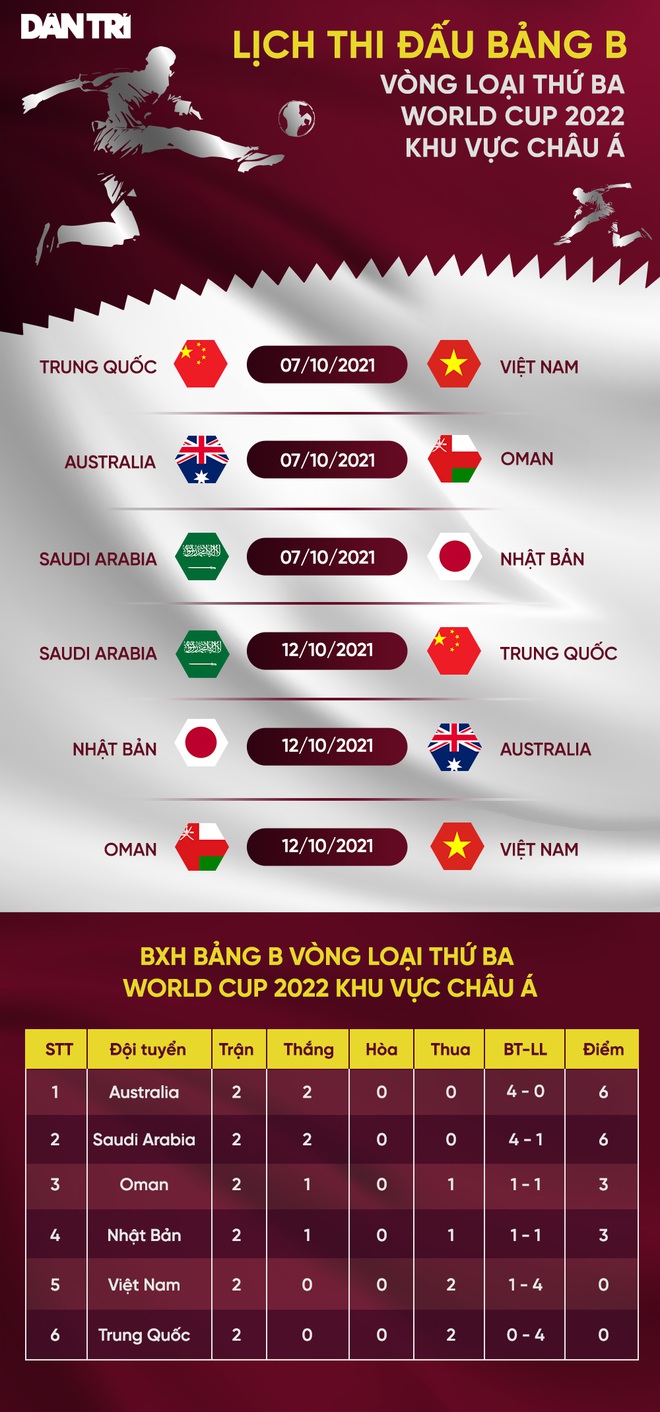 DÂN TRÍ
LỊCH THI ĐẤU BẢNG B
VÒNG LOẠI THỨ BA
WORLD CUP 2022
KHU VỰC CHÂU Á
TRUNG QUỐC 07/10/2021 VIỆT NAM
AUSTRALIA 07/10/2021 OMAN
SAUDI ARABIA 07/10/2021 NHẬT BẢN
SAUDI ARABIA 12/10/2021 TRUNG QUỐC
NHẬT BẢN 12/10/2021 AUSTRALIA
OMAN 12/10/2021 VIỆT NAM
BXH BẢNG B VÒNG LOẠI THỨ BA
WORLD CUP 2022 KHU VỰC CHÂU Á
STT Đội tuyển Trận Thắng Hòa Thua BT-LL Điểm
1 Australia 2 2 0 0 4 - 0 6
2 Saudi Arabia 2 2 0 0 4 - 1 6
3 Oman 2 1 0 1 1 - 1 3
4 Nhật Bản 2 1 0 1 1 - 1 3
5 Việt Nam 2 0 0 2 1 - 4 0
6 Trung Quốc 2 0 0 2 0 - 4 0